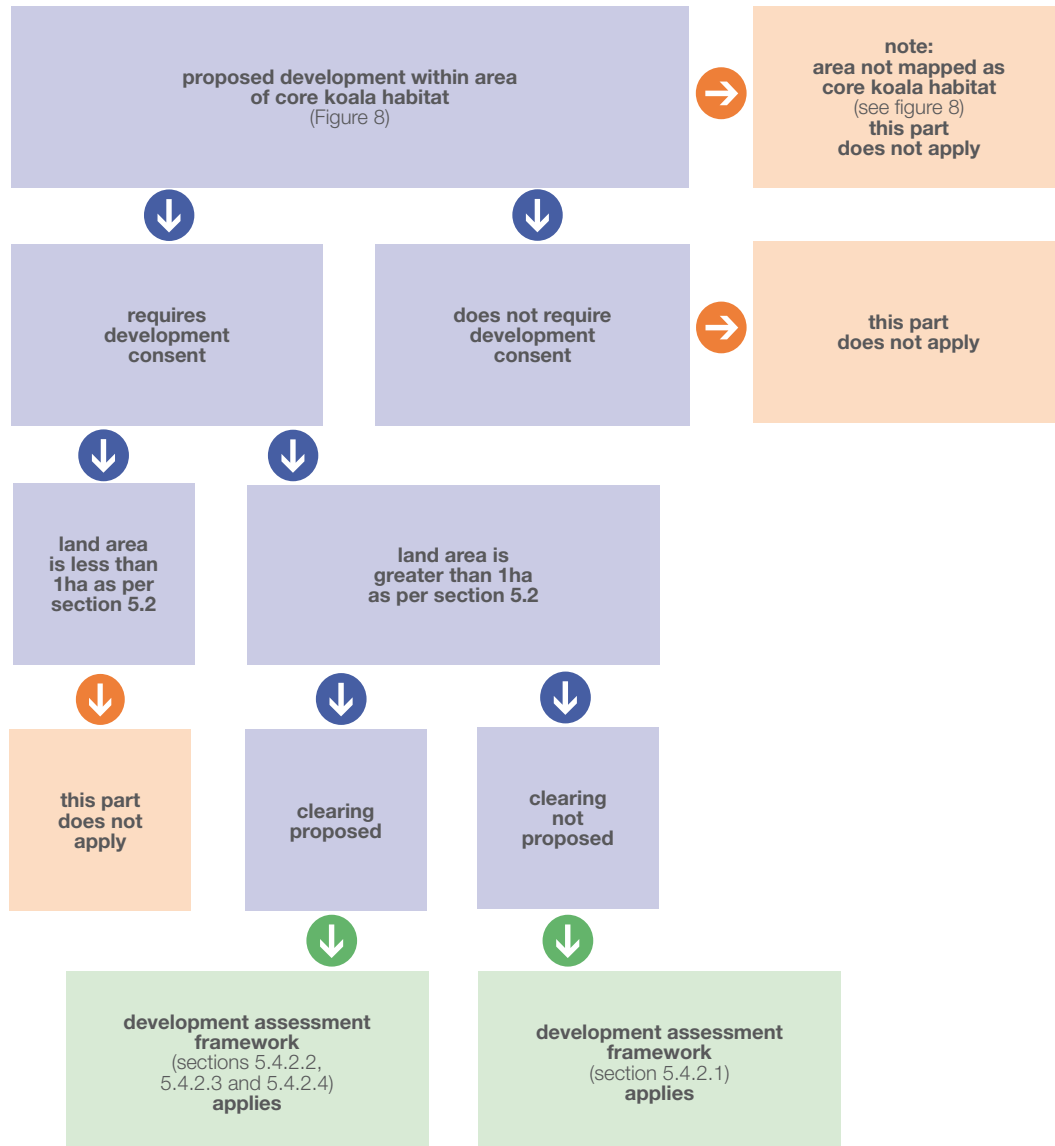 proposed development within area
of core koala habitat
(Figure 8)
note:
area not mapped as
core koala habitat
(see figure 8)
this part
does not apply
requires
development
consent
does not require
development
consent
this part
does not apply
land area
is less than
1ha as per
section 5.2
land area is
greater than 1ha
as per section 5.2
this part
does not
apply
clearing
proposed
clearing
not
proposed
development assessment
framework
(sections 5.4.2.2,
5.4.2.3 and 5.4.2.4)
applies
development assessment
framework
(section 5.4.2.1)
applies